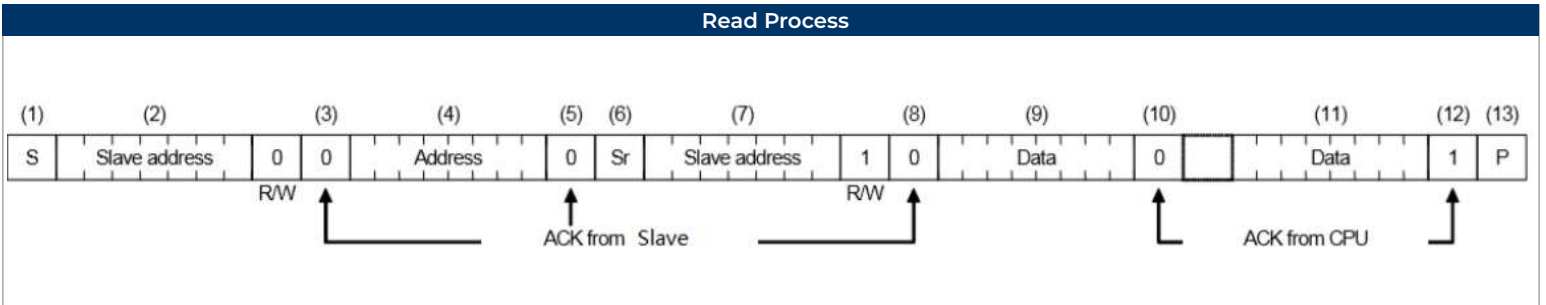 Read Process
(1) (2) (3) (4) (5) (6) (7) (8) (9) (10) (11) (12) (13)
S Slave address 0 0 Address 0 Sr Slave address 1 0 Data 0 Data 1 P
R/W R/W
ACK from Slave ACK from CPU